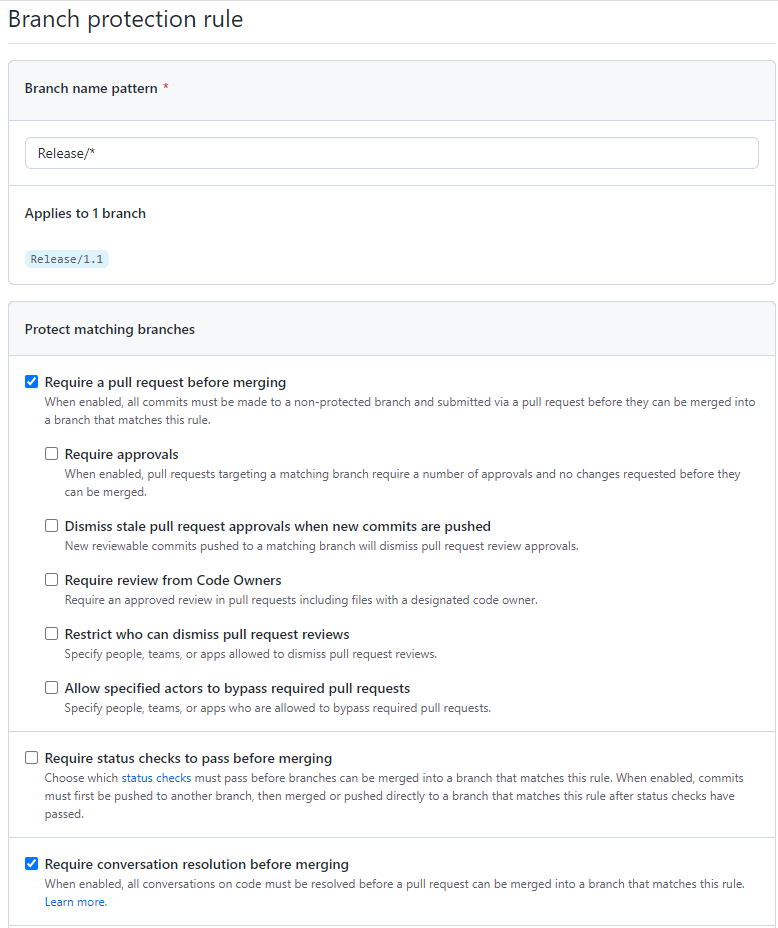 Branch protection rule
Branch name pattern *
Release/*
Applies to 1 branch
Release/1.1
Protect matching branches
Require a pull request before merging
When enabled, all commits must be made to a non-protected branch and submitted via a pull request before they can be merged into
a branch that matches this rule.
Require approvals
When enabled, pull requests targeting a matching branch require a number of approvals and no changes requested before they
can be merged.
Dismiss stale pull request approvals when new commits are pushed
New reviewable commits pushed to a matching branch will dismiss pull request review approvals.
Require review from Code Owners
Require an approved review in pull requests including files with a designated code owner.
Restrict who can dismiss pull request reviews
Specify people, teams, or apps allowed to dismiss pull request reviews.
Allow specified actors to bypass required pull requests
Specify people, teams, or apps who are allowed to bypass required pull requests.
Require status checks to pass before merging
Choose which status checks must pass before branches can be merged into a branch that matches this rule. When enabled, commits
must first be pushed to another branch, then merged or pushed directly to a branch that matches this rule after status checks have
passed.
Require conversation resolution before merging
When enabled, all conversations on code must be resolved before a pull request can be merged into a branch that matches this rule.
Learn more.